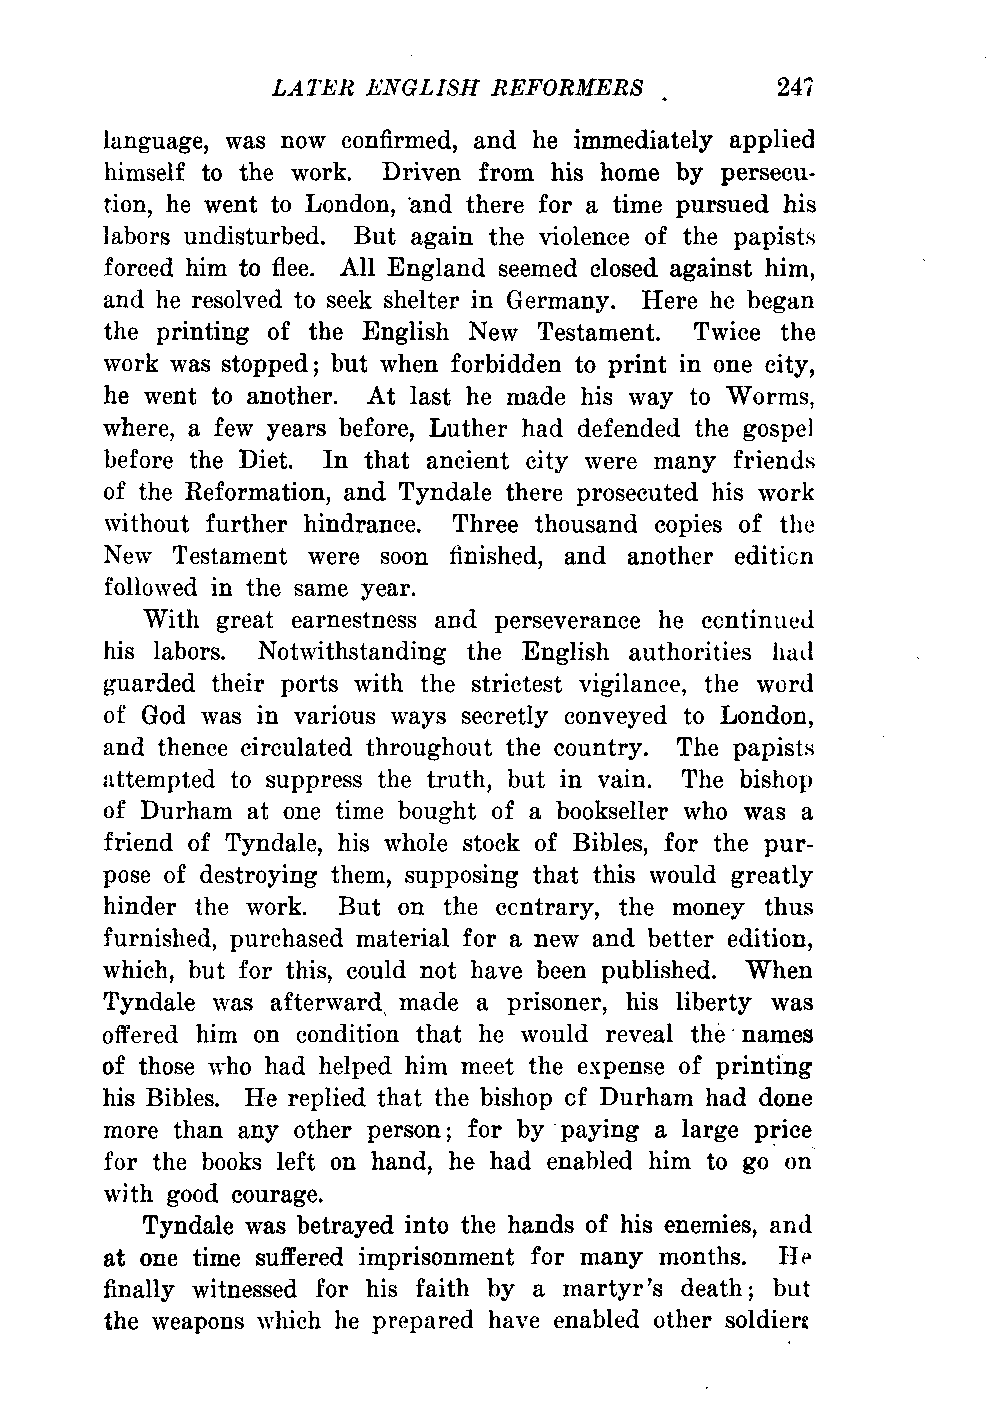 LATER ENGLISH REFORMERS 247
language, was now confirmed, and he immediately applied
himself to the work. Driven from his home by persecu-
tion, he went to London, and there for a time pursued his
labors undisturbed. But again the violence of the papists
forced him to flee. All England seemed closed against him,
and he resolved to seek shelter in Germany. Here he began
the printing of the English New Testament. Twice the
work was stopped; but when forbidden to print in one city,
he went to another. At last he made his way to Worms,
where, a few years before, Luther had defended the gospel
before the Diet. In that ancient city were many friends
of the Reformation, and Tyndale there prosecuted his work
without further hindrance. Three thousand copies of the
New Testament were soon finished, and another edition
followed in the same year.
With great earnestness and perseverance he continued
his labors. Notwithstanding the English authorities had
guarded their ports with the strictest vigilance, the word
of God was in various ways secretly conveyed to London,
and thence circulated throughout the country. The papists
attempted to suppress the truth, but in vain. The bishop
of Durham at one time bought of a bookseller who was a
friend of Tyndale, his whole stock of Bibles, for the pur-
pose of destroying them, supposing that this would greatly
hinder the work. But on the contrary, the money thus
furnished, purchased material for a new and better edition,
which, but for this, could not have been published. When
Tyndale was afterward made a prisoner, his liberty was
offered him on condition that he would reveal the names
of those who had helped him meet the expense of printing
his Bibles. He replied that the bishop of Durham had done
more than any other person; for by paying a large price
for the books left on hand, he had enabled him to go on
with good courage.
Tyndale was betrayed into the hands of his enemies, and
at one time suffered imprisonment for many months. He
finally witnessed for his faith by a martyr's death; but
the weapons which he prepared have enabled other soldiers